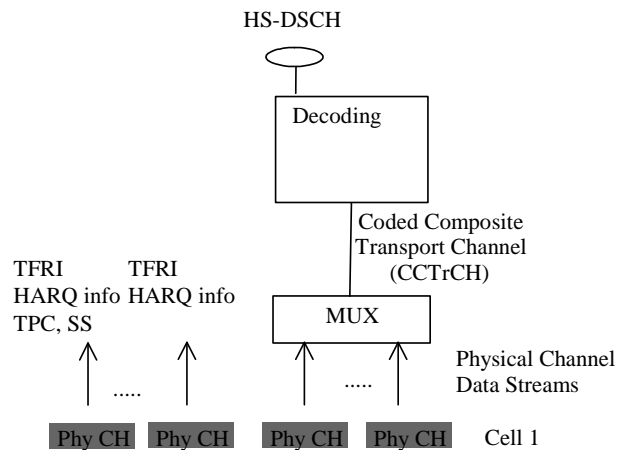 HS-DSCH
Decoding
Coded Composite
Transport Channel
(CCTrCH)
TFRI
HARQ info
TPC, SS
TFRI
HARQ info
MUX
Physical Channel
Data Streams
.....
.....
Phy CH
Phy CH
Phy CH
Phy CH
Cell 1